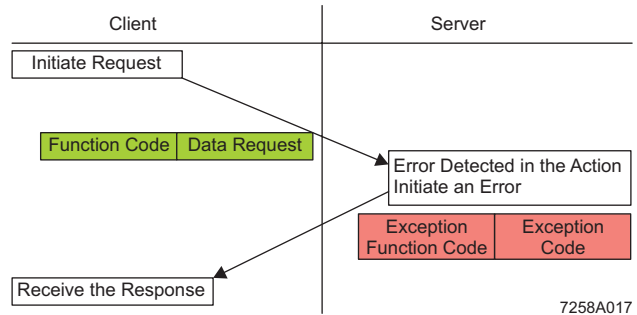 Client
Server
Initiate Request
Function Code
Data Request
Error Detected in the Action
Initiate an Error
Exception
Function Code
Exception
Code
Receive the Response
7258A017